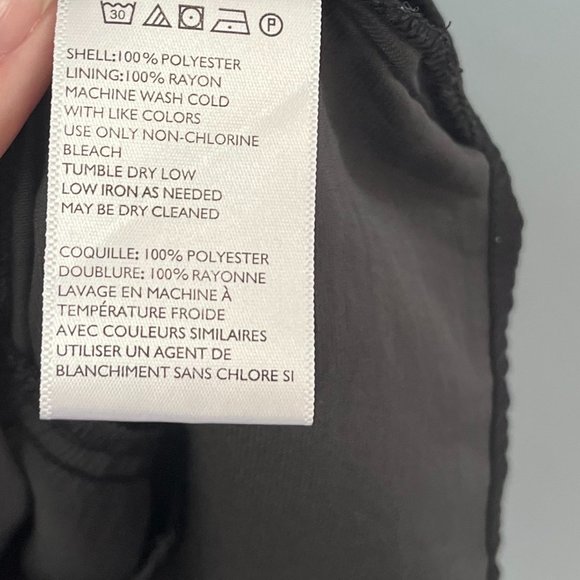 30 P
SHELL:100% POLYESTER
LINING:100% RAYON
MACHINE WASH COLD
WITH LIKE COLORS
USE ONLY NON-CHLORINE
BLEACH
TUMBLE DRY LOW
LOW IRON AS NEEDED
MAY BE DRY CLEANED
COQUILLE: 100% POLYESTER
DOUBLURE: 100% RAYONNE
LAVAGE EN MACHINE À
TEMPÉRATURE FROIDE
AVEC COULEURS SIMILAIRES
UTILISER UN AGENT DE
BLANCHIMENT SANS CHLORE SI